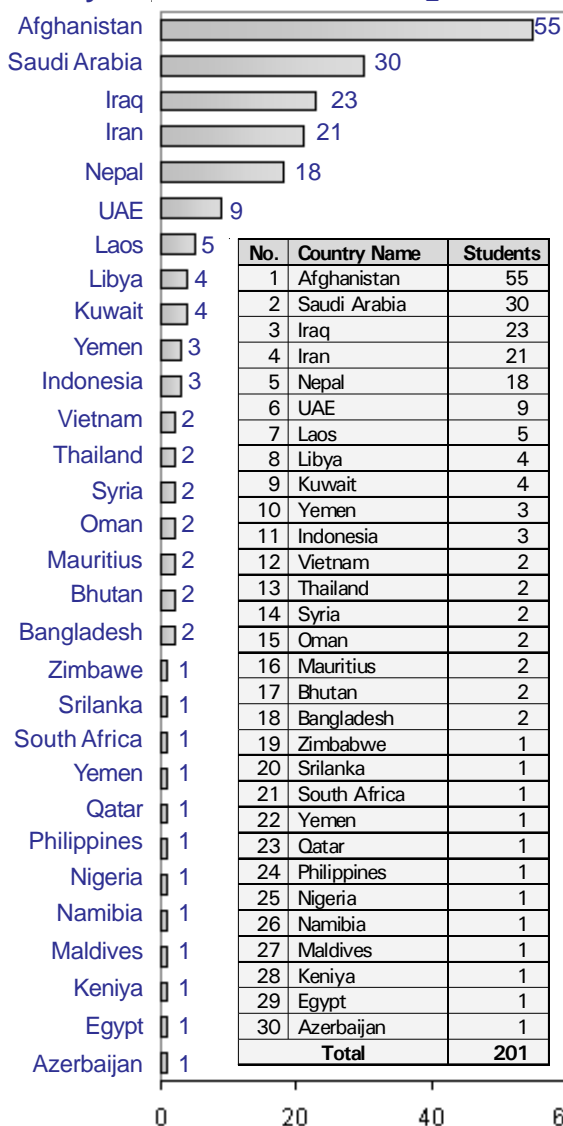 Afghanistan 55
Saudi Arabia 30
Iraq 23
Iran 21
Nepal 18
UAE 9
Laos 5
Libya 4
Kuwait 4
Yemen 3
Indonesia 3
Vietnam 2
Thailand 2
Syria 2
Oman 2
Mauritius 2
Bhutan 2
Bangladesh 2
Zimbawe 1
Srilanka 1
South Africa 1
Yemen 1
Qatar 1
Philippines 1
Nigeria 1
Namibia 1
Maldives 1
Keniya 1
Egypt 1
Azerbaijan 1
0 20 40 6
No. Country Name Students
1 Afghanistan 55
2 Saudi Arabia 30
3 Iraq 23
4 Iran 21
5 Nepal 18
6 UAE 9
7 Laos 5
8 Libya 4
9 Kuwait 4
10 Yemen 3
11 Indonesia 3
12 Vietnam 2
13 Thailand 2
14 Syria 2
15 Oman 2
16 Mauritius 2
17 Bhutan 2
18 Bangladesh 2
19 Zimbabwe 1
20 Srilanka 1
21 South Africa 1
22 Yemen 1
23 Qatar 1
24 Philippines 1
25 Nigeria 1
26 Namibia 1
27 Maldives 1
28 Keniya 1
29 Egypt 1
30 Azerbaijan 1
Total 201